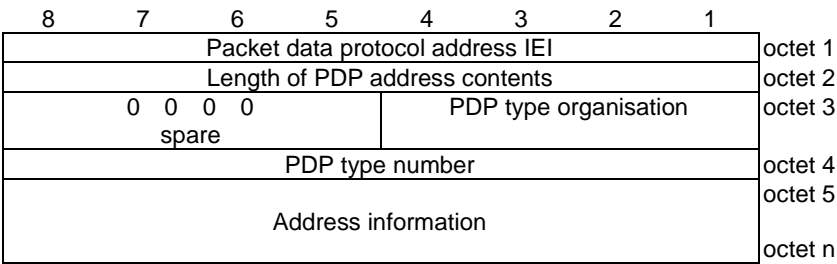 8 7 6 5 4 3 2 1
Packet data protocol address IEI octet 1
Length of PDP address contents octet 2
0 0 0 0 PDP type organisation octet 3
spare
PDP type number octet 4
octet 5
Address information
octet n